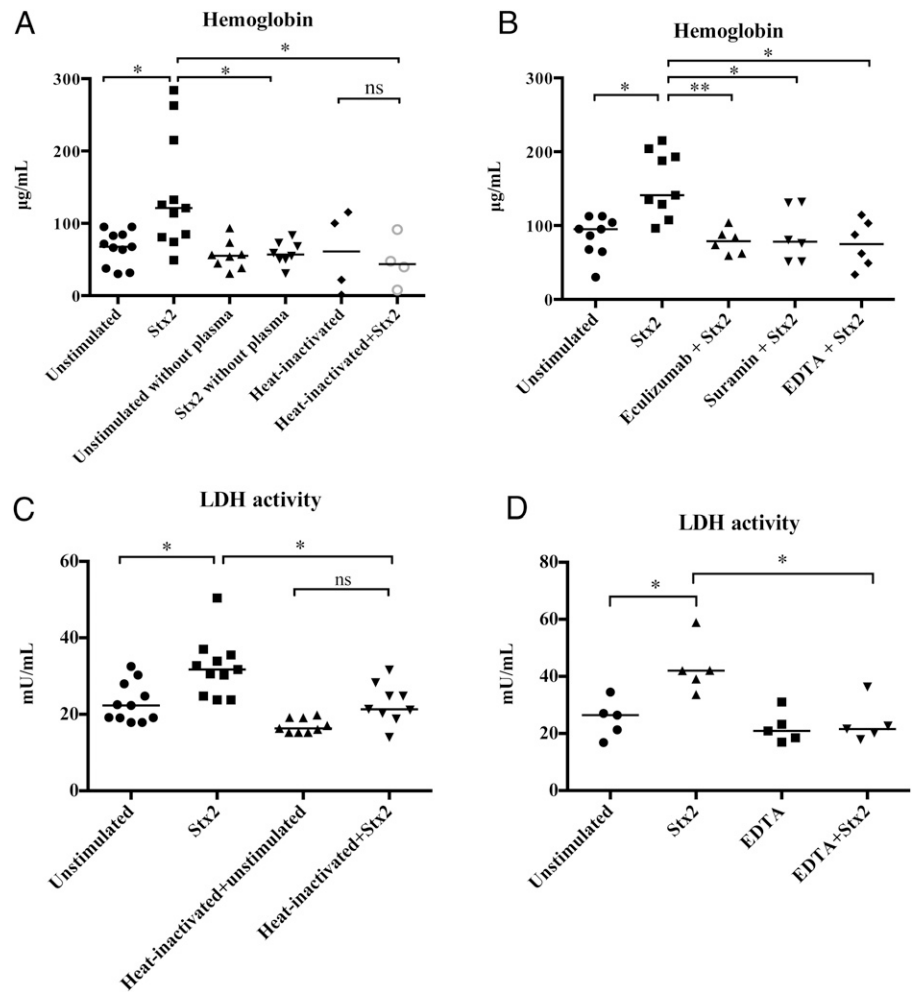 A
Hemoglobin
*
*
*
ns
300
200
100
0
µg/mL
Unstimulated
Stx2
Unstimulated without plasma
Stx2 without plasma
Heat-inactivated
Heat-inactivated+Stx2
B
Hemoglobin
*
*
*
**
300
200
100
0
µg/mL
Unstimulated
Stx2
Eculizumab + Stx2
Suramin + Stx2
EDTA + Stx2
C
LDH activity
*
*
ns
60
40
20
0
mU/mL
Unstimulated
Stx2
Heat-inactivated+unstimulated
Heat-inactivated+Stx2
D
LDH activity
*
*
80
60
40
20
0
mU/mL
Unstimulated
Stx2
EDTA
EDTA+Stx2